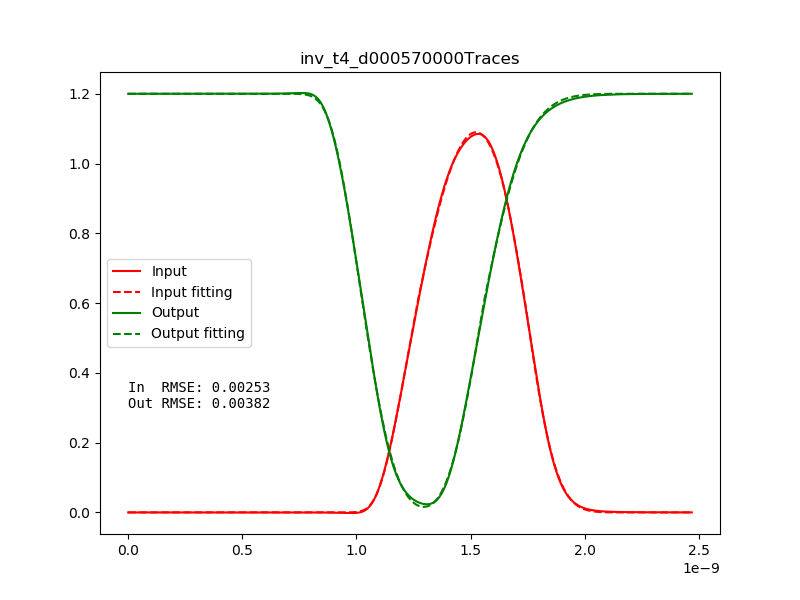 inv_t4_d000570000Traces
1.2
1.0
0.8
0.6
0.4
0.2
0.0
Input
Input fitting
Output
Output fitting
In  RMSE: 0.00253
Out RMSE: 0.00382
0.0 0.5 1.0 1.5 2.0 2.5
1e−9